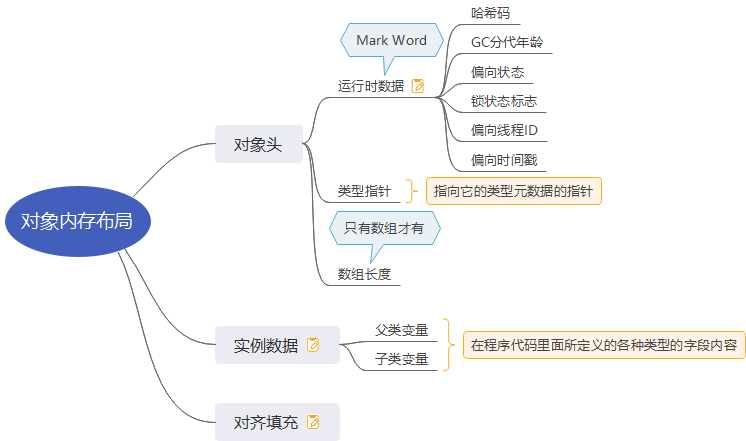 对象内存布局
对象头
Mark Word
运行时数据
哈希码
GC分代年龄
偏向状态
锁状态标志
偏向线程ID
偏向时间戳
类型指针
指向它的类型元数据的指针
只有数组才有
数组长度
实例数据
父类变量
子类变量
在程序代码里面所定义的各种类型的字段内容
对齐填充